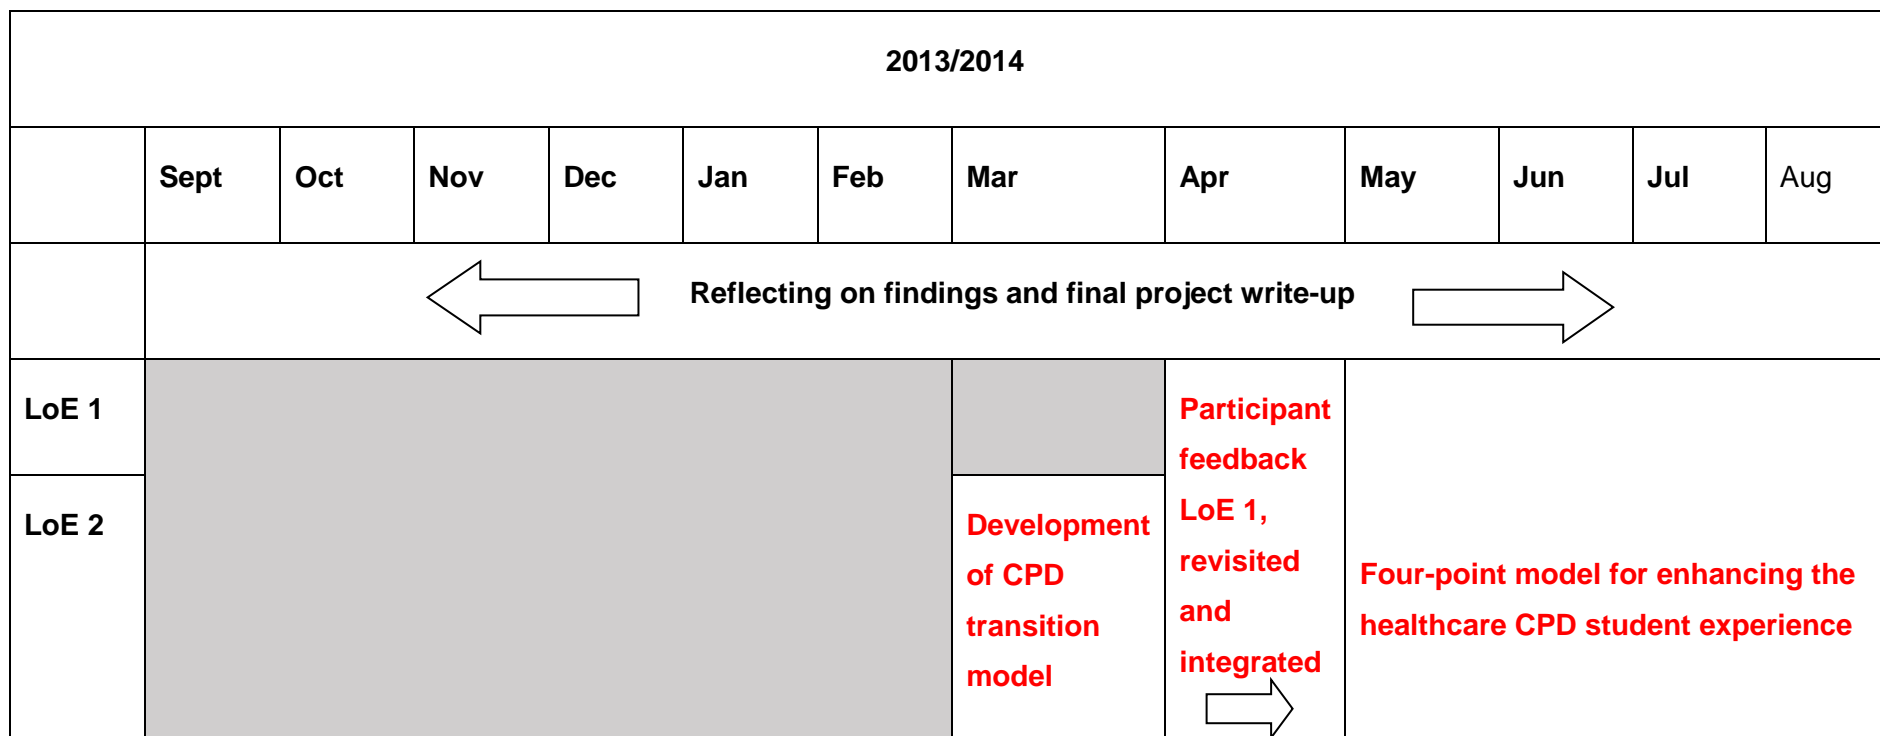 2013/2014
Sept Oct Nov Dec Jan Feb Mar Apr May Jun Jul Aug
Reflecting on findings and final project write-up
LoE 1
LoE 2
Development
of CPD
transition
model
Participant
feedback
LoE 1,
revisited
and
integrated
Four-point model for enhancing the
healthcare CPD student experience